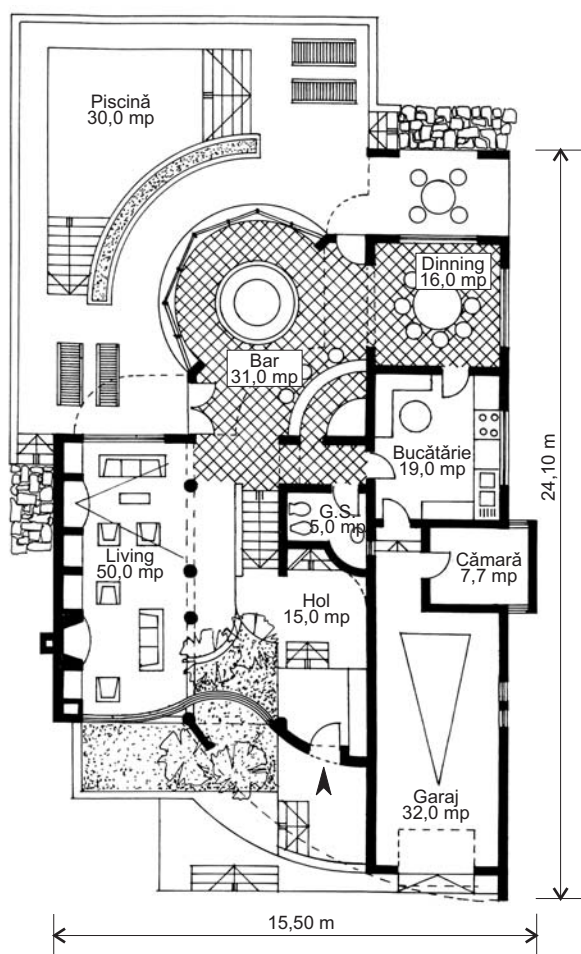 Piscină
30,0 mp
Dinning
16,0 mp
Bar
31,0 mp
Bucătărie
19,0 mp
24,10 m
G.S.
5,0 mp
Living
50,0 mp
Cămară
7,7 mp
Hol
15,0 mp
Garaj
32,0 mp
15,50 m